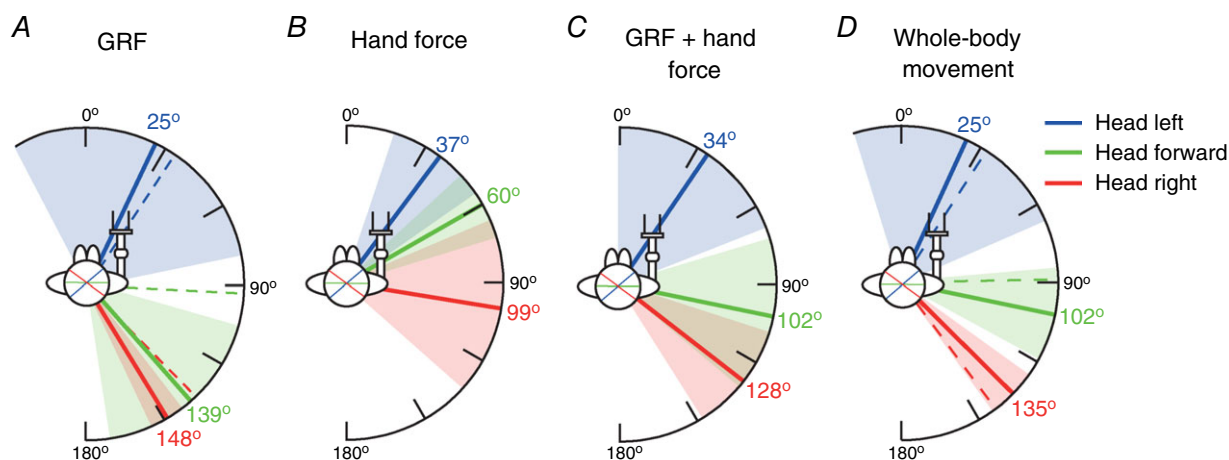 A
GRF
0°
25°
90°
139°
148°
180°
B
Hand force
0°
37°
60°
90°
99°
180°
C
GRF + hand
force
0°
34°
90°
102°
128°
180°
D
Whole-body
movement
0°
25°
90°
102°
135°
180°
Head left
Head forward
Head right